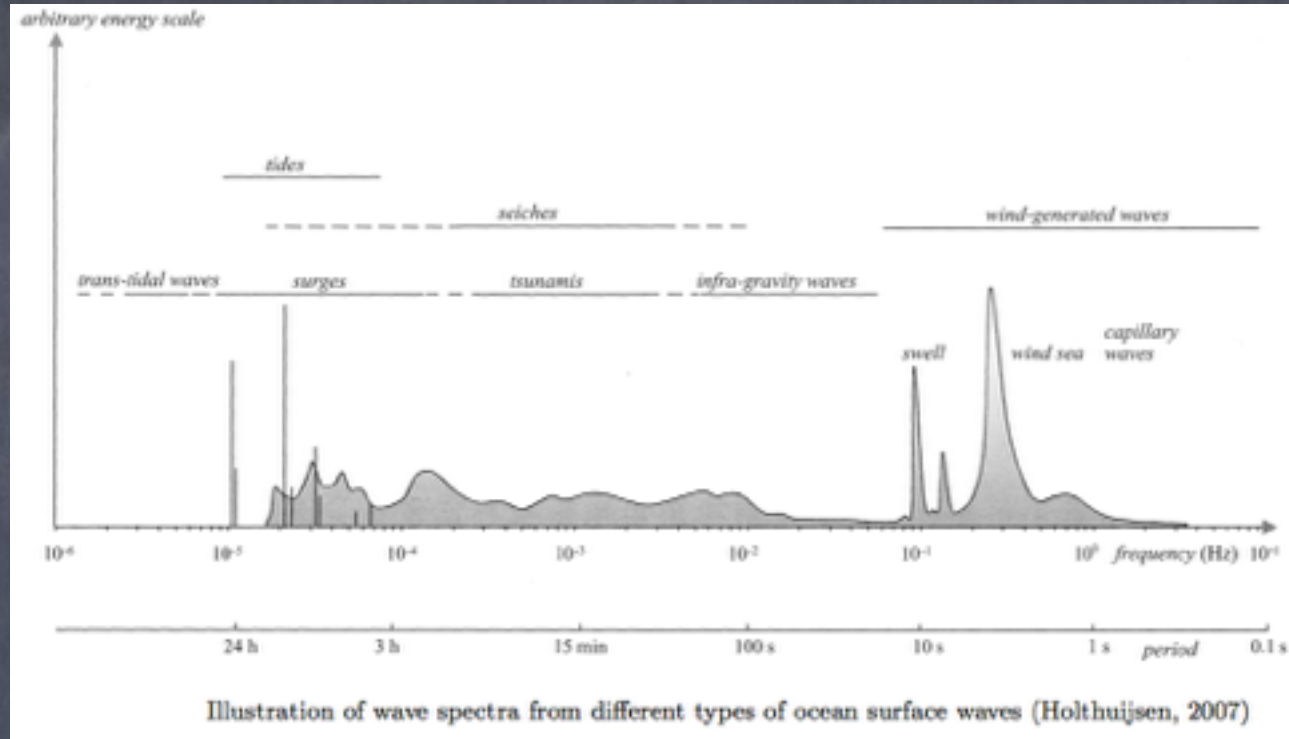 arbitrary energy scale
tides
seiches
wind-generated waves
trans-tidal waves
surges
tsunamis
infra-gravity waves
capillary
swell
wind sea
waves
10⁻⁶
10⁻⁵
10⁻⁴
10⁻³
10⁻²
10⁻¹
10⁰
frequency (Hz)
10⁻¹
24 h
3 h
15 min
100 s
10 s
1 s
period
0.1 s
Illustration of wave spectra from different types of ocean surface waves (Holthuijsen, 2007)